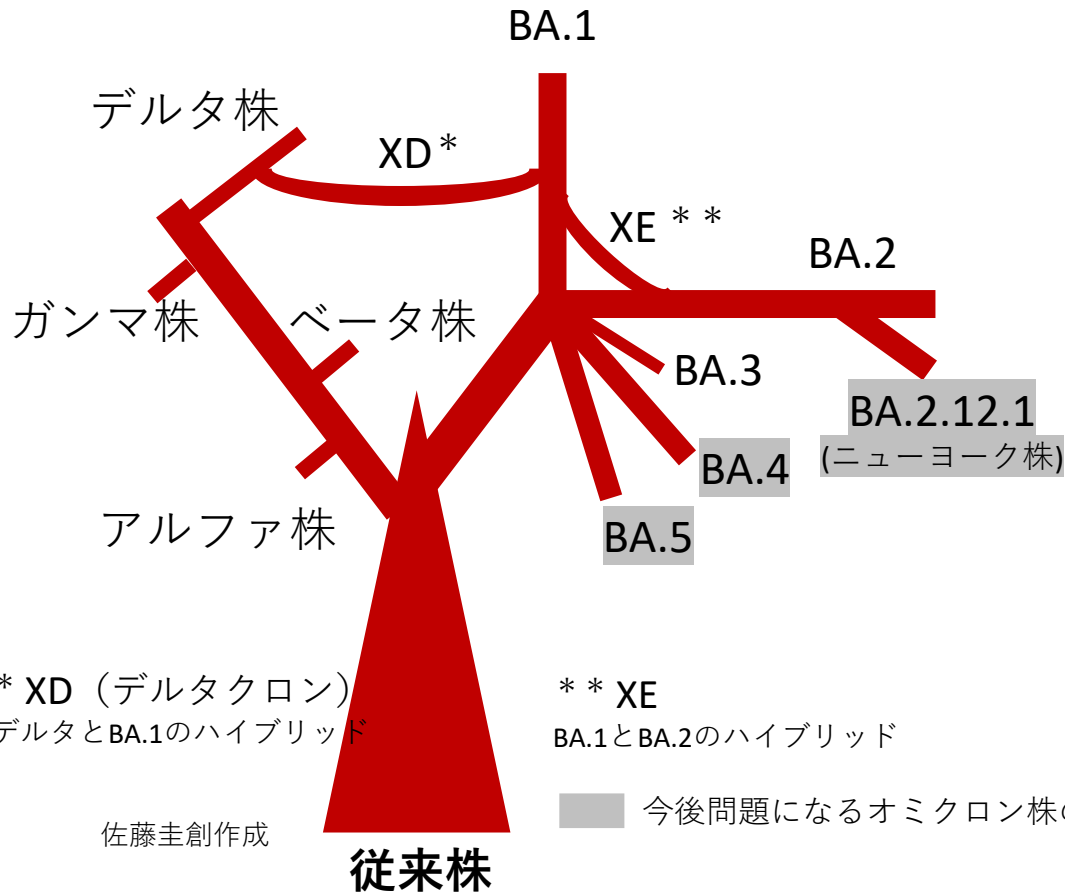 BA.1
デルタ株
XD*
XE **
BA.2
ガンマ株
ベータ株
BA.3
BA.2.12.1
(ニューヨーク株)
BA.4
アルファ株
BA.5
* XD（デルタクロン）
デルタとBA.1のハイブリッド
** XE
BA.1とBA.2のハイブリッド
今後問題になるオミクロン株の
佐藤圭創作成
従来株